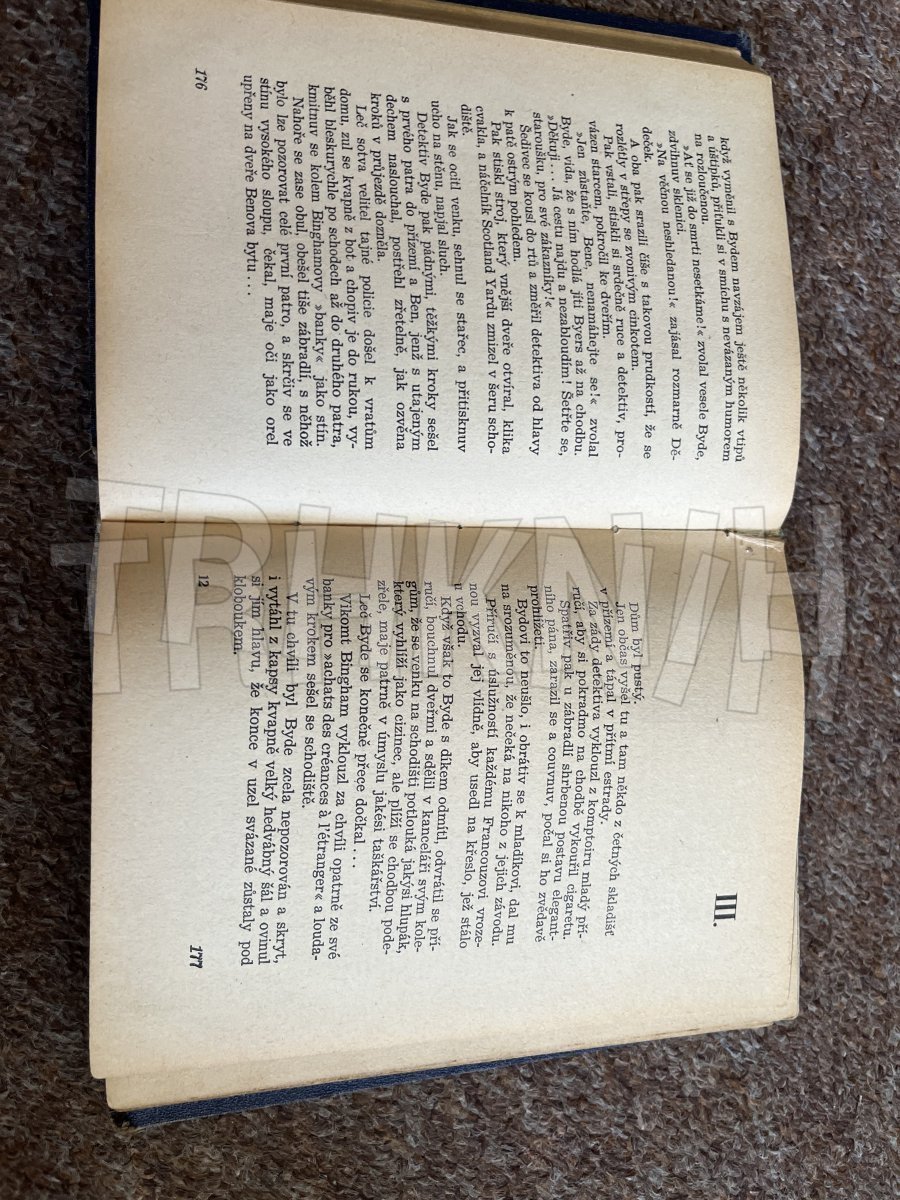 když vyměnil s Bydem navzájem ještě několik vtipů
a úštipků, přiťukli si v smíchu s nevázaným humorem
na rozloučenou.
»Ať se již do smrti nesetkáme!« zvolal vesele Byde,
zdvihnuv sklenici.
»Na věčnou neshledanou!« zajásal rozmarně Dě-
deček.
A oba pak srazili číše s takovou prudkostí, že se
rozlétly v střepy se zvonivým cinkotem.
Pak vstali, stiskli si srdečně ruce a detektiv, pro-
vázen starcem, pokročil ke dveřím.
»Jen zůstaňte, Bene, nenamáhejte se!« zvolal
Byde, vida, že s ním hodlá jíti Byers až na chodbu.
»Děkuji.... Já cestu najdu a nezabloudím! Šetřte se,
staroušku, pro své zákazníky!«
Šedivec se kousl do rtů a změřil detektiva od hlavy
k patě ostrým pohledem.
Pak stiskl stroj, který vnější dveře otvíral, klika
cvakla, a náčelník Scotland Yardu zmizel v šeru scho-
diště.
Jak se ocitl venku, sehnul se stařec, a přitisknuv
ucho na stěnu, napjal sluch.
Detektiv Byde pak pádnými, těžkými kroky sešel
s prvého patra do přízemí a Ben, jenž s utajeným
dechem naslouchal, postřehl zřetelně, jak ozvěna
kroků v průjezdě dozněla.
Leč sotva velitel tajné policie došel k vratům
domu, zul se kvapně z bot a chopiv je do rukou, vy-
běhl bleskurychle po schodech až do druhého patra,
kmitnuv se kolem Binghamovy »banky« jako stín.
Nahoře se zase obul, obešel tiše zábradlí, s něhož
bylo lze pozorovat celé první patro, a skrčiv se ve
stínu vysokého sloupu, čekal, maje oči jako orel
upřeny na dveře Benova bytu....
176
III.
Dům byl pustý.
Jen občas vyšel tu a tam někdo z četných skladišť
v přízemí a tápal v přítmí estrady.
Za zády detektiva vyklouzl z komptoiru mladý pří-
ručí, aby si pokradmo na chodbě vykouřil cigaretu.
Spatřiv pak u zábradlí shrbenou postavu elegant-
ního pána, zarazil se a couvnuv, počal si ho zvědavě
prohlížeti.
Bydovi to neušlo, i obrátiv se k mladíkovi, dal mu
na srozuměnou, že nečeká na nikoho z jejich závodu.
Příručí s úslužností každému Francouzovi vroze-
nou vyzval jej vlídně, aby usedl na křeslo, jež stálo
u vchodu.
Když však to Byde s díkem odmítl, odvrátil se pří-
ručí, bouchnul dveřmi a sdělil v kanceláři svým kole-
gům, že se venku na schodišti potlouká jakýsi hlupák,
který vyhlíží jako cizinec, ale plíží se chodbou pode-
zřele, maje patrně v úmyslu jakési taškářství.
Leč Byde se konečně přece dočkal...
Vikomt Bingham vyklouzl za chvíli opatrně ze své
banky pro »achats des créances à l'étranger« a louda-
vým krokem sešel se schodiště.
V tu chvíli byl Byde zcela nepozorován a skryt,
i vytáhl z kapsy kvapně velký hedvábný šál a ovinul
si jím hlavu, že konce v uzel svázané zůstaly pod
kloboukem.
12
177
TRHKNIH